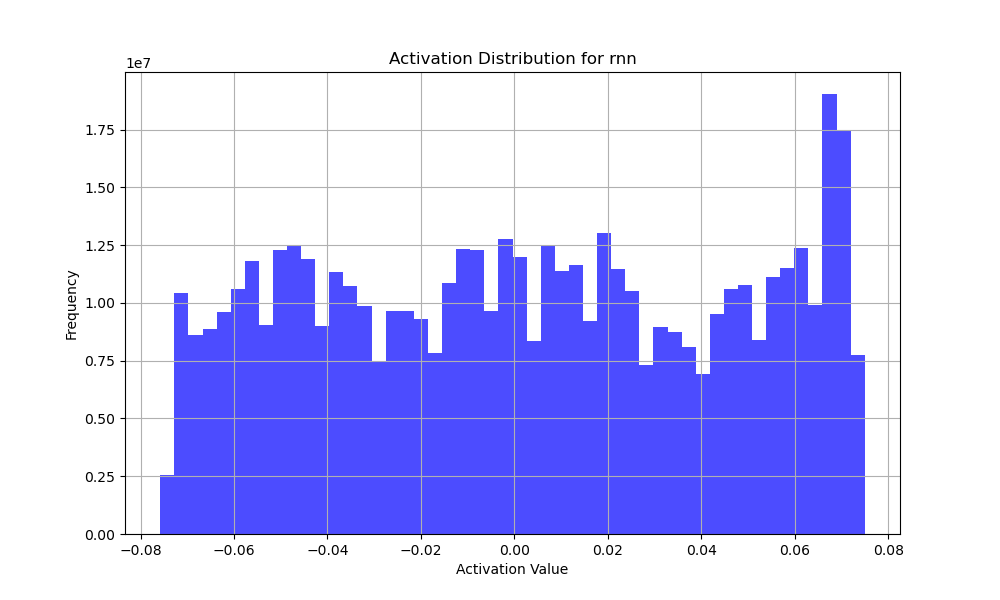 Activation Distribution for rnn
1e7
1.75
1.50
1.25
1.00
0.75
0.50
0.25
0.00
Frequency
−0.08 −0.06 −0.04 −0.02 0.00 0.02 0.04 0.06 0.08
Activation Value